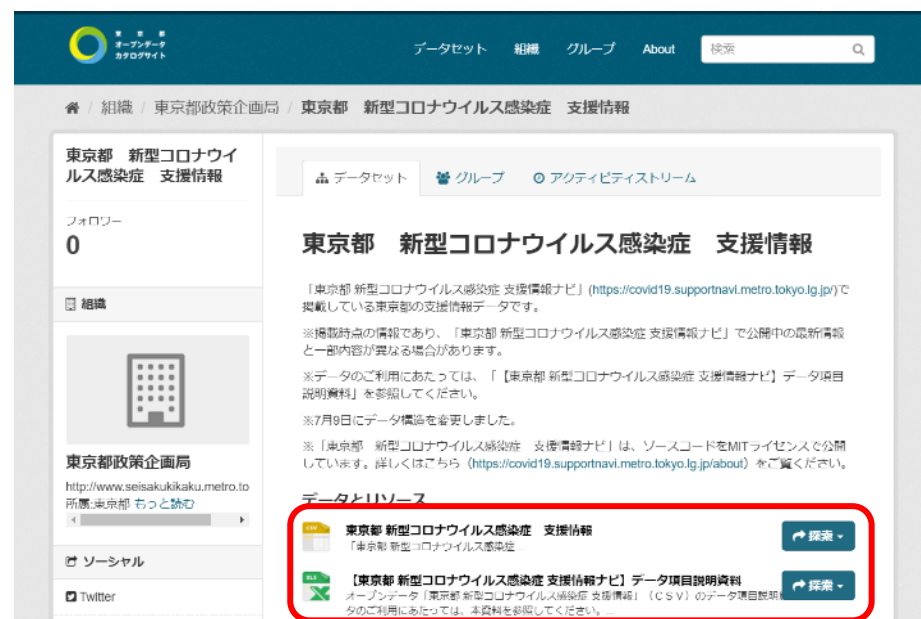 東京都
オープンデータ
カタログサイト
データセット 組織 グループ About 検索
/ 組織 / 東京都政策企画局 / 東京都 新型コロナウイルス感染症 支援情報
東京都 新型コロナウイ
ルス感染症 支援情報
フォロワー
0
組織
東京都政策企画局
http://www.seisakukikaku.metro.to
所属:東京都 もっと読む
ソーシャル
Twitter
データセット グループ アクティビティストリーム
東京都 新型コロナウイルス感染症 支援情報
「東京都 新型コロナウイルス感染症 支援情報ナビ」(https://covid19.supportnavi.metro.tokyo.lg.jp/)で
掲載している東京都の支援情報データです。
※掲載時点の情報であり、「東京都 新型コロナウイルス感染症 支援情報ナビ」で公開中の最新情報
と一部内容が異なる場合があります。
※データのご利用にあたっては、「【東京都 新型コロナウイルス感染症 支援情報ナビ】データ項目
説明資料」を参照してください。
※7月9日にデータ構造を変更しました。
※「東京都 新型コロナウイルス感染症 支援情報ナビ」は、ソースコードをMITライセンスで公開
しています。詳しくはこちら（https://covid19.supportnavi.metro.tokyo.lg.jp/about）をご覧ください。
データとリソース
CSV 東京都 新型コロナウイルス感染症 支援情報
「東京都 新型コロナウイルス感染症 ...
探索
XLS 【東京都 新型コロナウイルス感染症 支援情報ナビ】データ項目説明資料
オープンデータ「東京都 新型コロナウイルス感染症 支援情報」（CSV）のデータ項目説明
タのご利用にあたっては、本資料を参照してください。...
探索